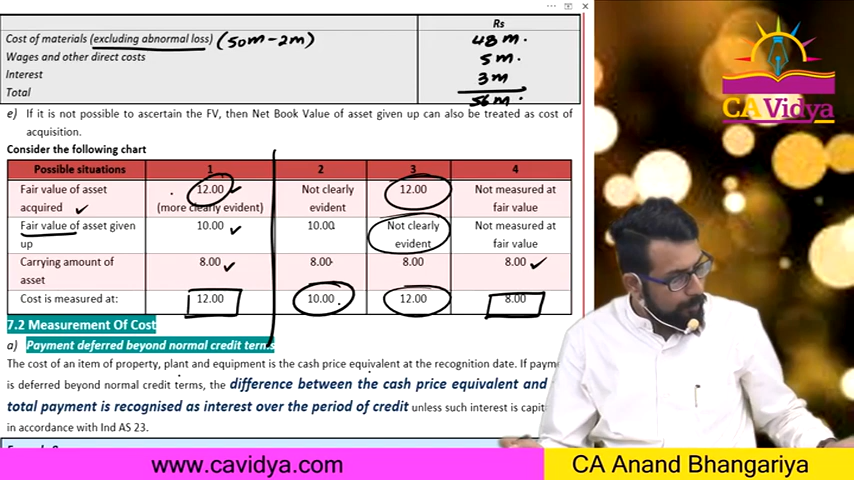 Rs
Cost of materials (excluding abnormal loss) (50m-2m) 48m.
Wages and other direct costs 5m.
Interest 3m
Total 56m.
e) If it is not possible to ascertain the FV, then Net Book Value of asset given up can also be treated as cost of
acquisition.
Consider the following chart
Possible situations 1 2 3 4
Fair value of asset acquired 12.00 (more clearly evident) Not clearly evident 12.00 Not measured at fair value
Fair value of asset given up 10.00 10.00 Not clearly evident Not measured at fair value
Carrying amount of asset 8.00 8.00 8.00 8.00
Cost is measured at: 12.00 10.00 12.00 8.00
7.2 Measurement Of Cost
a) Payment deferred beyond normal credit terms
The cost of an item of property, plant and equipment is the cash price equivalent at the recognition date. If
is deferred beyond normal credit terms, the difference between the cash price equivalent and
total payment is recognised as interest over the period of credit unless such interest is
in accordance with Ind AS 23.
CA Vidya
www.cavidya.com
CA Anand Bhangariya